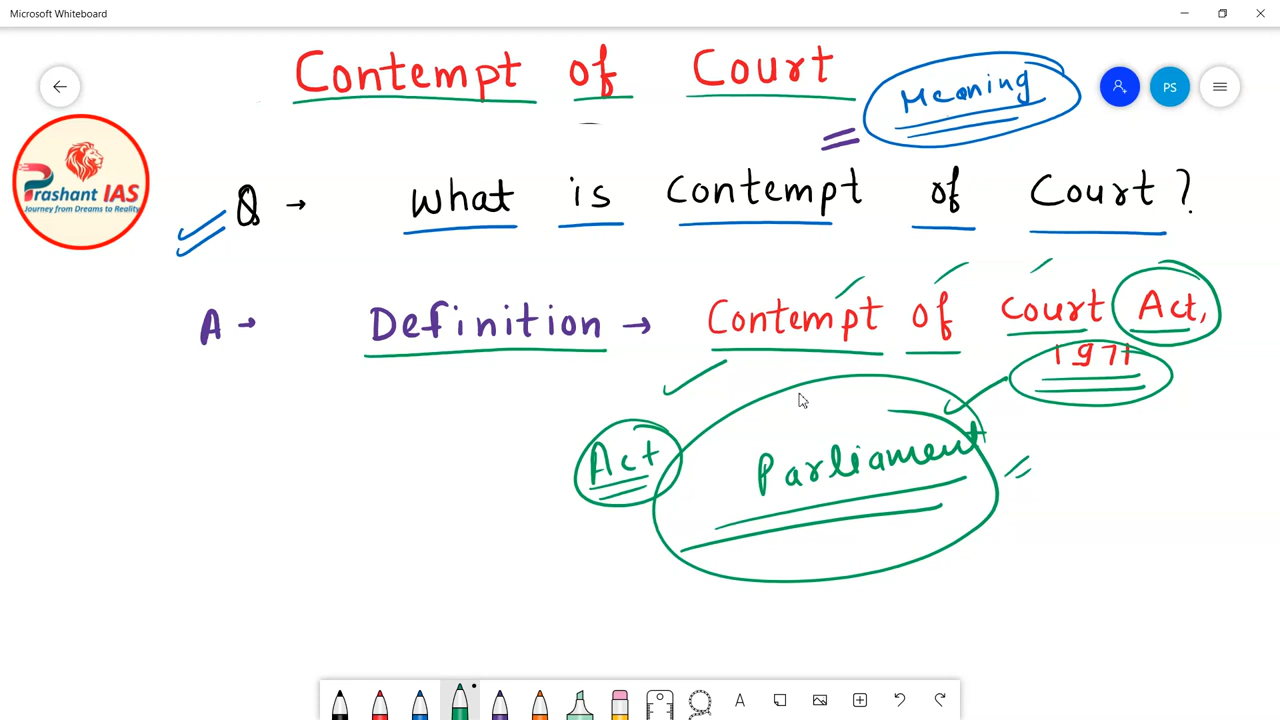 Microsoft Whiteboard
Contempt of Court
Meaning
PS
Prashant IAS
Journey from Dreams to Reality
Q → What is Contempt of Court?
A → Definition → Contempt of Court Act,
1971
Act Parliament
A